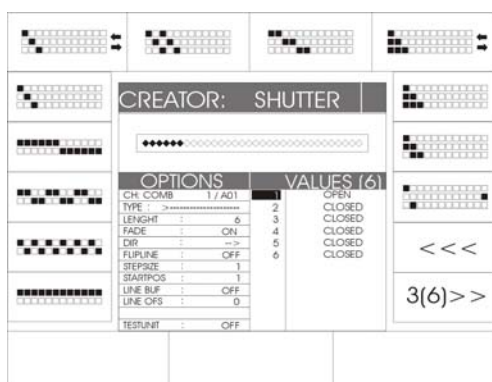 CREATOR: SHUTTER
OPTIONS VALUES (6)
CH. COMB 1 / A01 1 OPEN
TYPE : >---------------------- 2 CLOSED
LENGHT : 6 3 CLOSED
FADE : ON 4 CLOSED
DIR : --> 5 CLOSED
FLIPLINE : OFF 6 CLOSED
STEPSIZE : 1
STARTPOS : 1
LINE BUF : OFF
LINE OFS : 0
TESTUNIT : OFF
<<<
3(6)>>